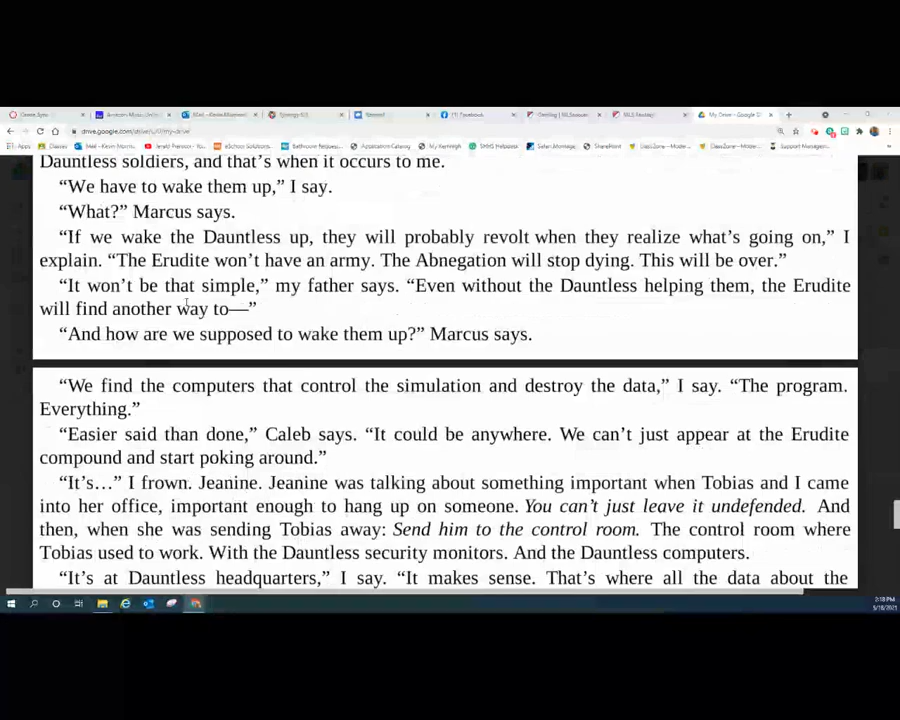 drive.google.com/drive/u/0/my-drive
Dauntless soldiers, and that's when it occurs to me.
“We have to wake them up,” I say.
“What?” Marcus says.
“If we wake the Dauntless up, they will probably revolt when they realize what's going on,” I
explain. “The Erudite won't have an army. The Abnegation will stop dying. This will be over.”
“It won't be that simple,” my father says. “Even without the Dauntless helping them, the Erudite
will find another way to—”
“And how are we supposed to wake them up?” Marcus says.
“We find the computers that control the simulation and destroy the data,” I say. “The program.
Everything.”
“Easier said than done,” Caleb says. “It could be anywhere. We can't just appear at the Erudite
compound and start poking around.”
“It's…” I frown. Jeanine. Jeanine was talking about something important when Tobias and I came
into her office, important enough to hang up on someone. You can't just leave it undefended. And
then, when she was sending Tobias away: Send him to the control room. The control room where
Tobias used to work. With the Dauntless security monitors. And the Dauntless computers.
“It's at Dauntless headquarters,” I say. “It makes sense. That's where all the data about the
2:18 PM